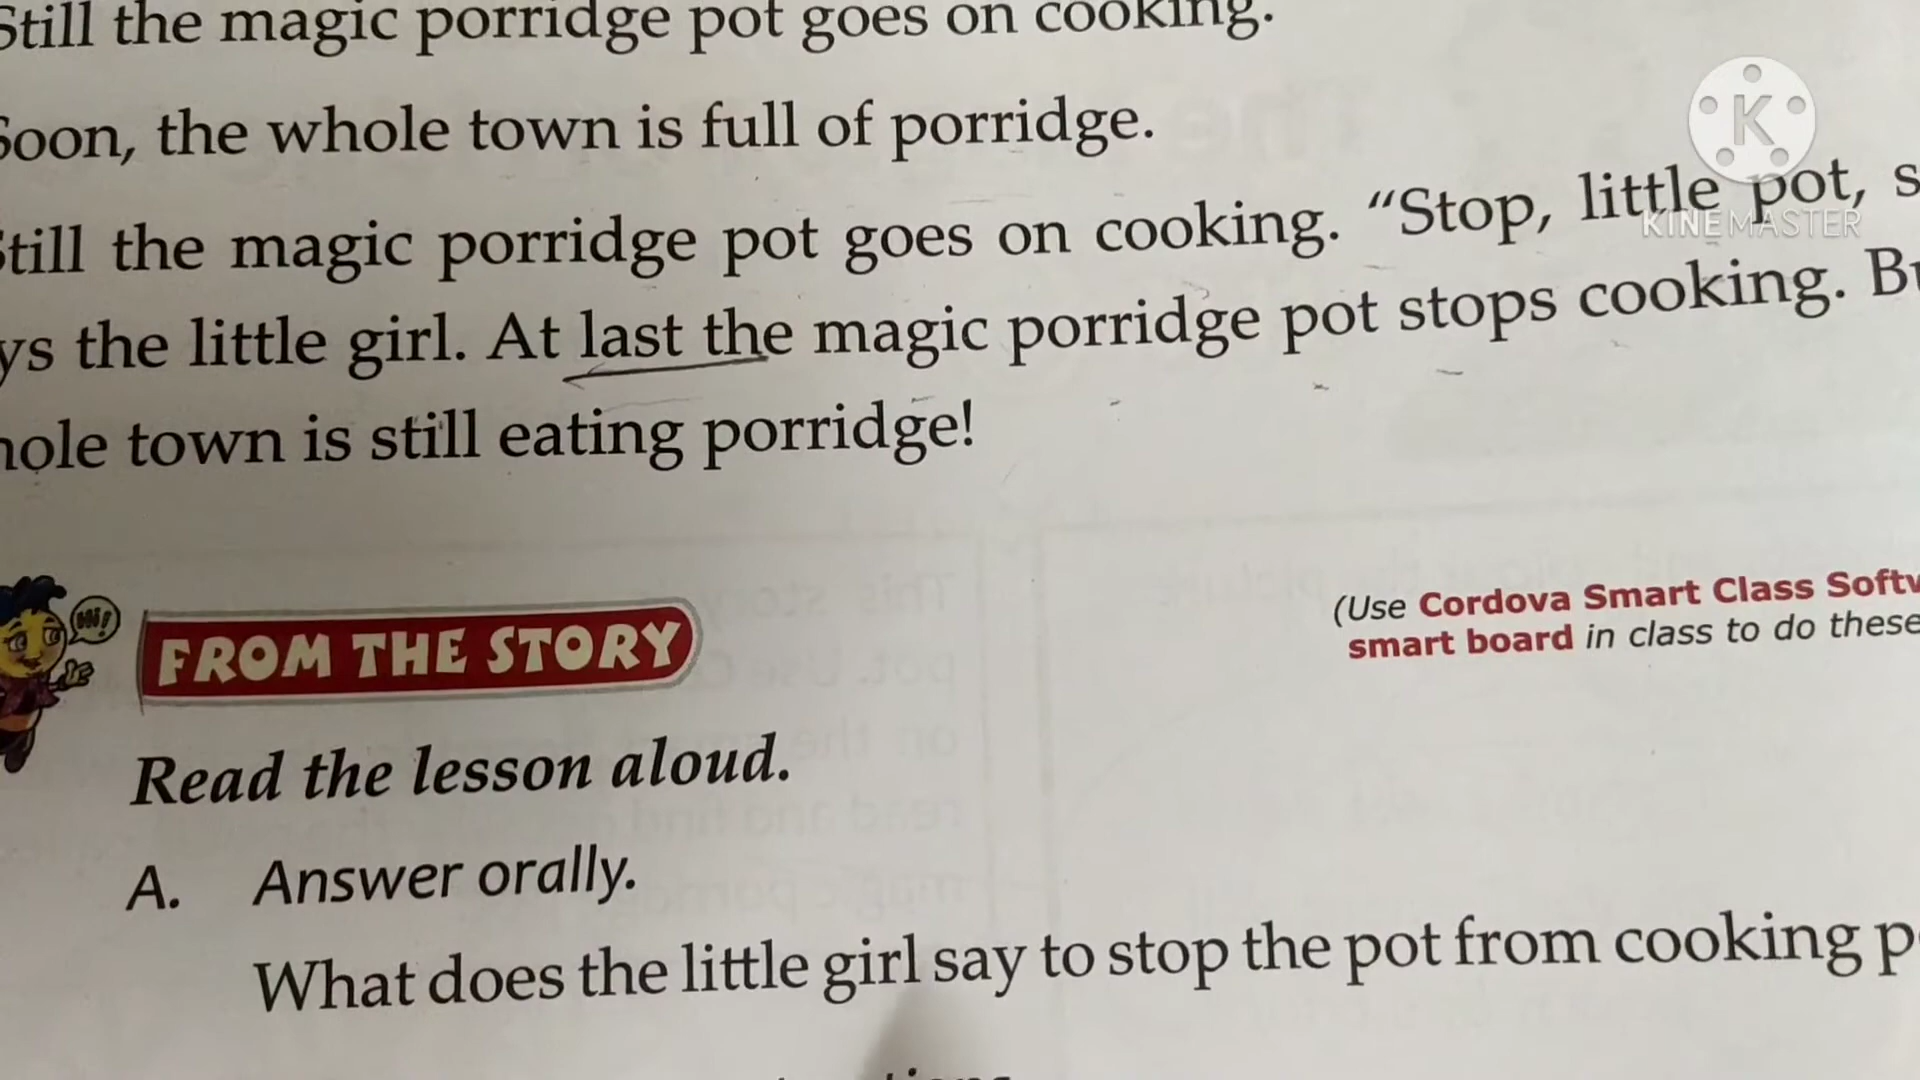 Still the magic porridge pot goes on cooking.
Soon, the whole town is full of porridge.
Still the magic porridge pot goes on cooking. “Stop, little pot, s
ys the little girl. At last the magic porridge pot stops cooking. Bu
hole town is still eating porridge!
K
KINEMASTER
FROM THE STORY
(Use Cordova Smart Class Softw
smart board in class to do these
Read the lesson aloud.
A. Answer orally.
What does the little girl say to stop the pot from cooking p